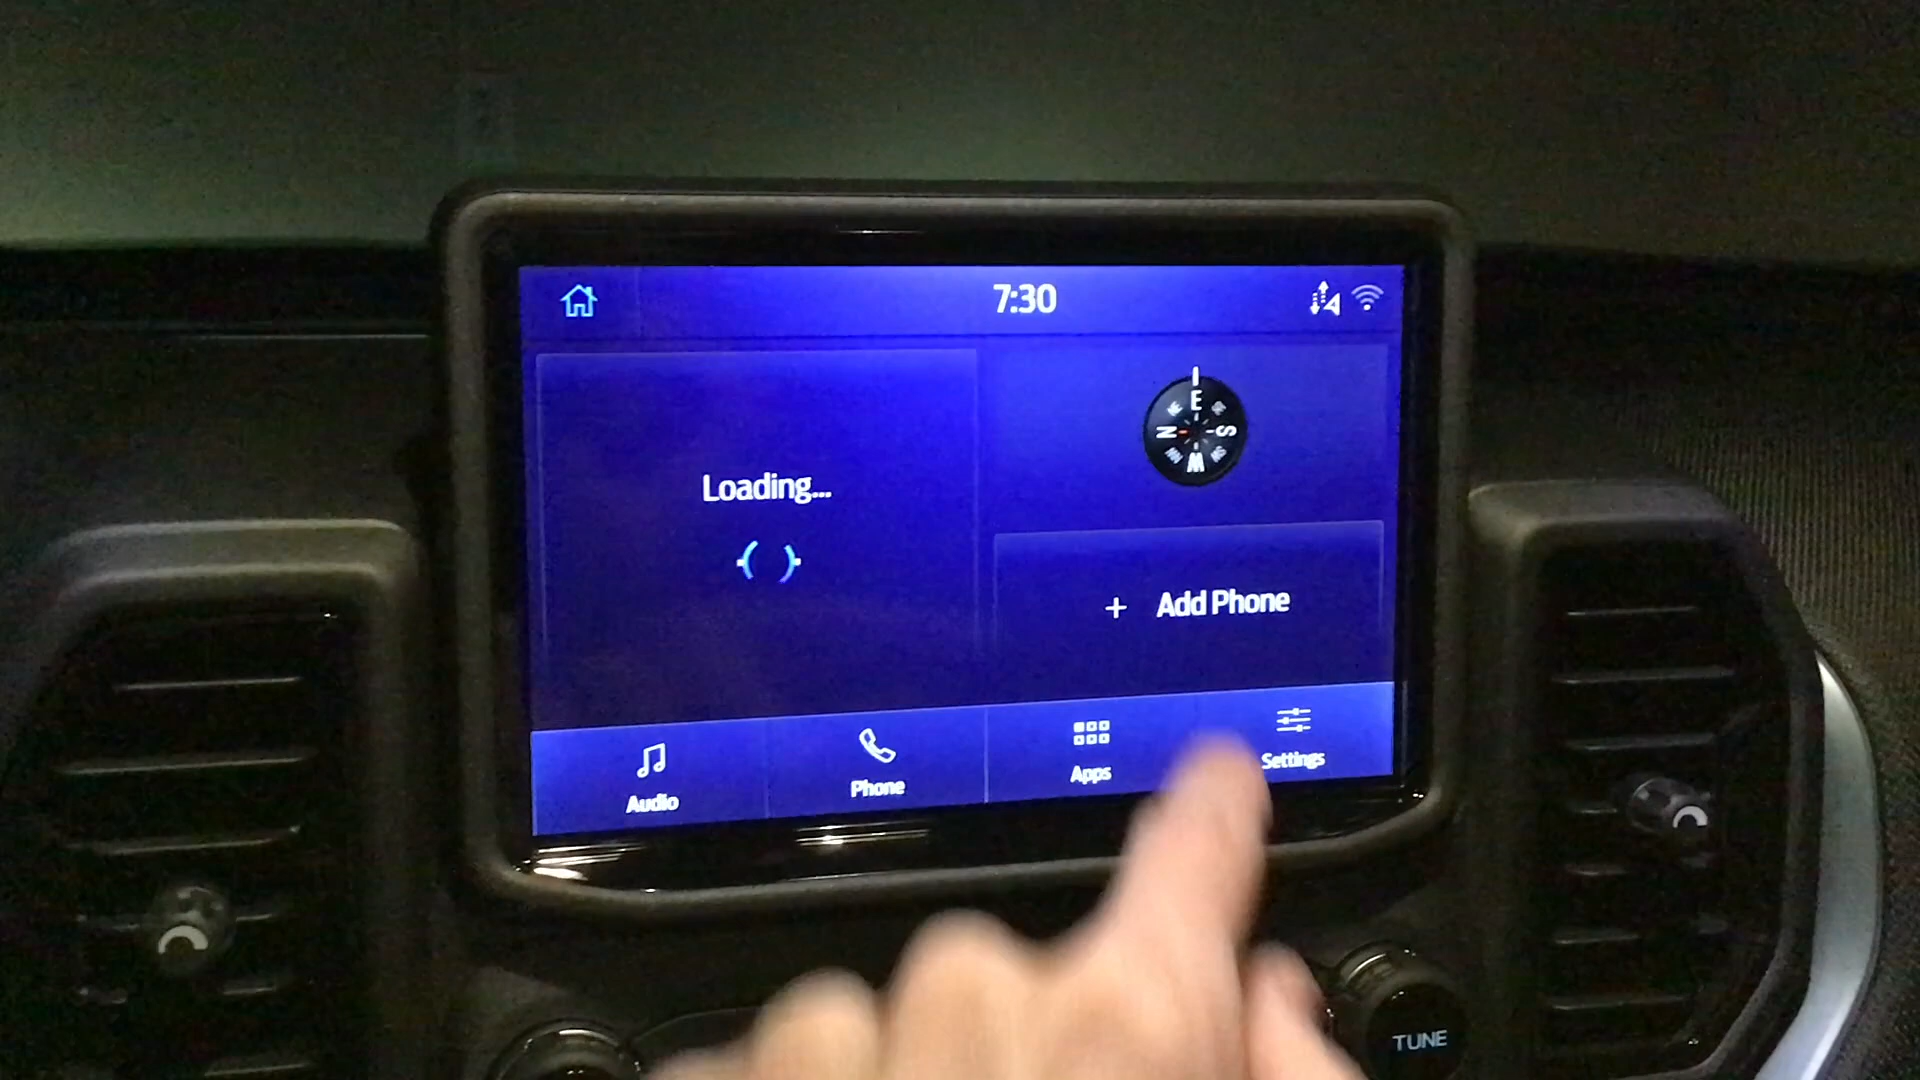 7:30
Loading...
E
N
S
W
+ Add Phone
Audio
Phone
Apps
Settings
TUNE